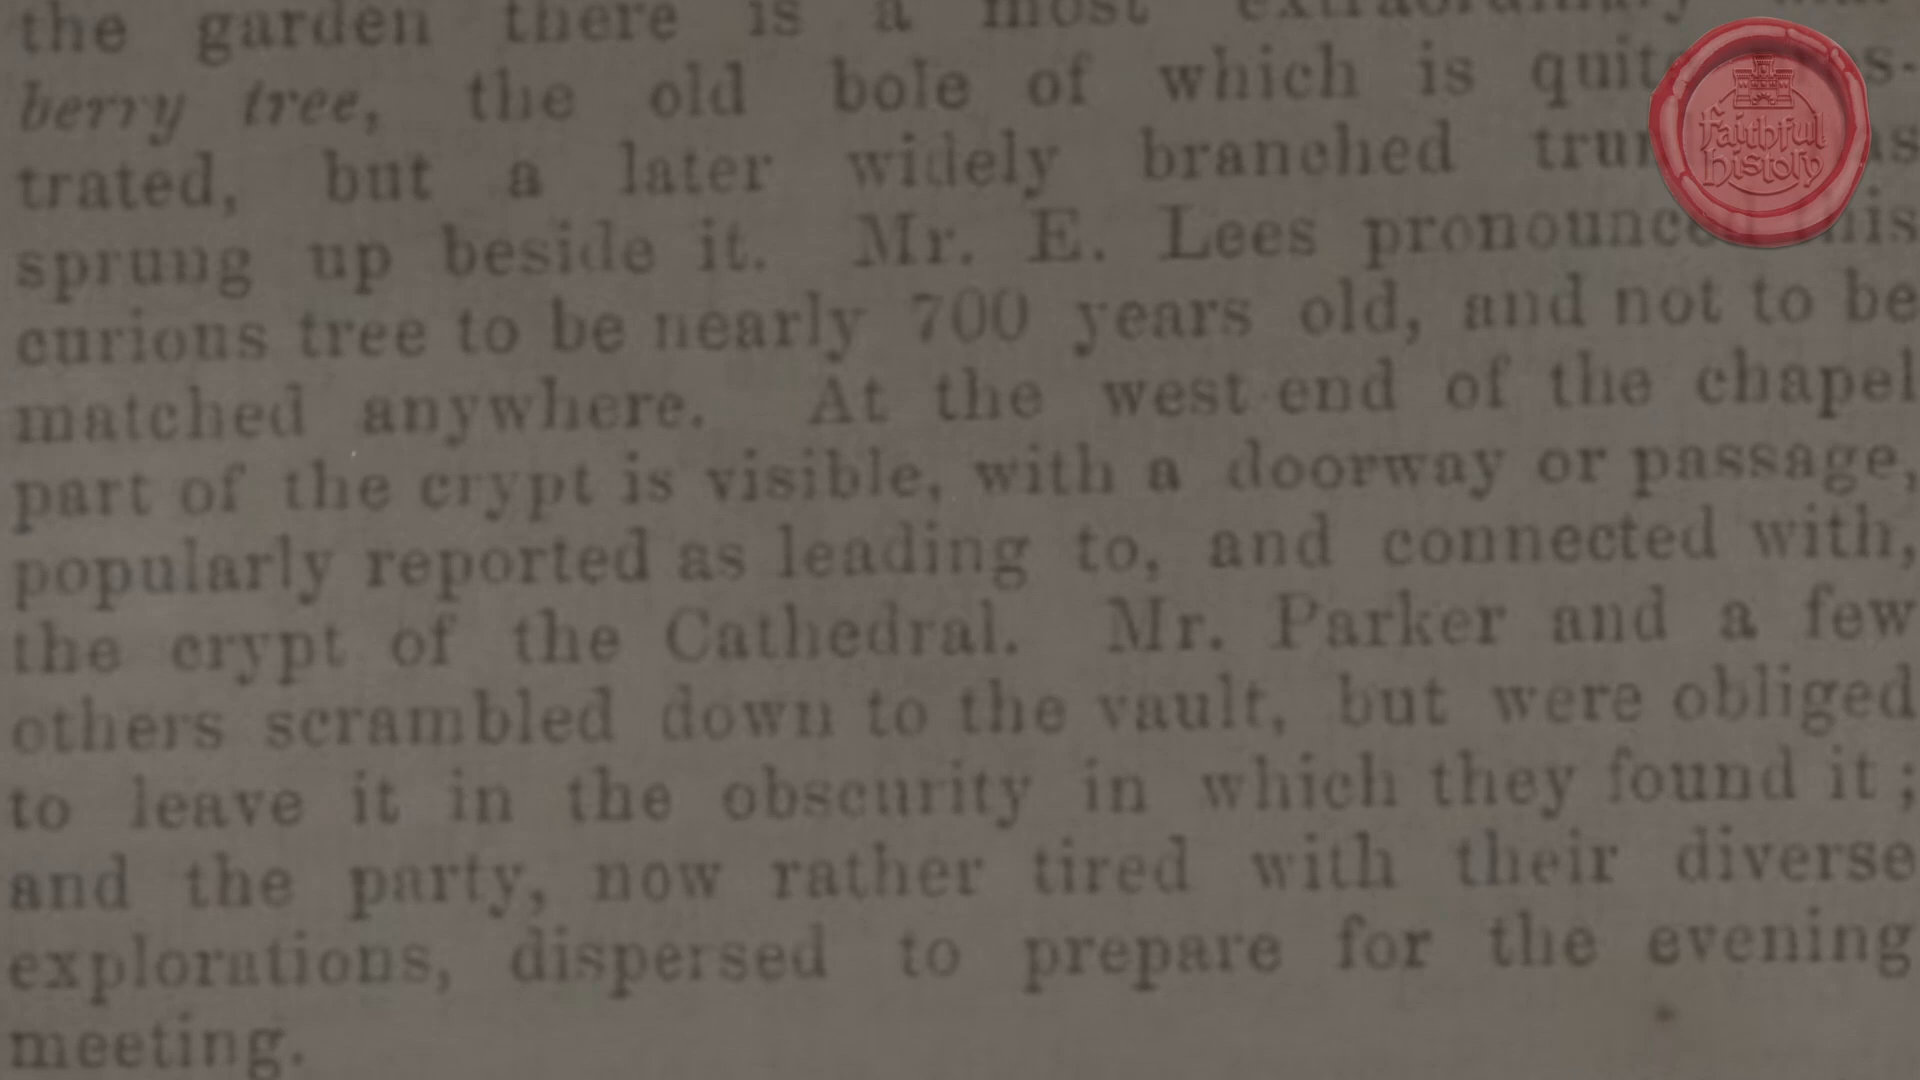 the garden there is a most extraordinary
berry tree, the old bole of which is
trated, but a later widely branched
sprung up beside it. Mr. E. Lees
curious tree to be nearly 700 years old, and not to be
matched anywhere. At the west end of the chapel
part of the crypt is visible, with a doorway or passage,
popularly reported as leading to, and connected with,
the crypt of the Cathedral. Mr. Parker and a few
others scrambled down to the vault, but were obliged
to leave it in the obscurity in which they found it;
and the party, now rather tired with their diverse
explorations, dispersed to prepare for the evening
meeting.
faithful
history